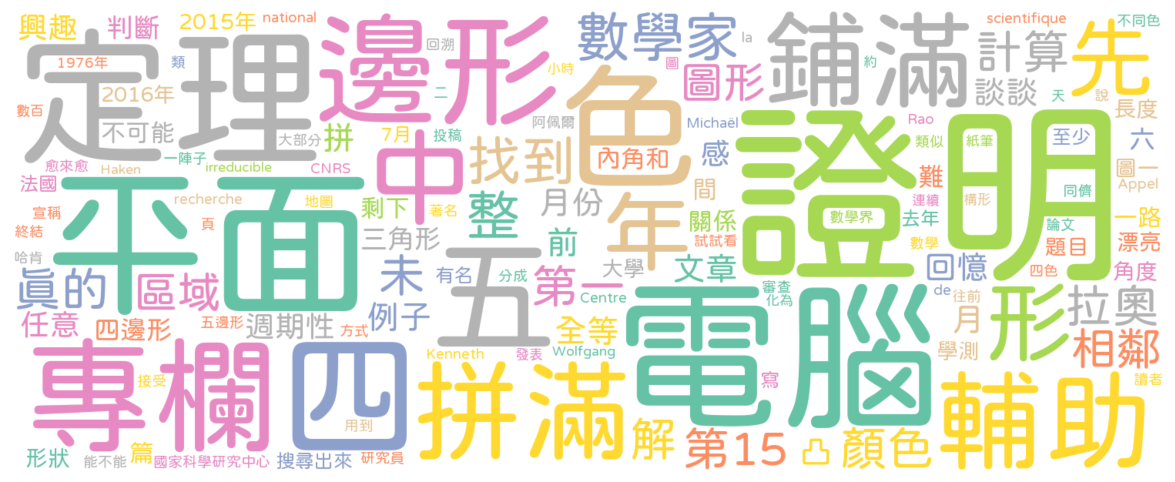 興趣 判斷 2015年 national 定理 邊形 數學家 la 鋪滿 scientifique 計算 先 不同色
1976年 類 回溯 小時 圖形 圖 約 談談 天 說
數百 2016年 不可能 大部分 拼 7月 二 投稿 阿佩爾 色 Michaël Rao 類似 紙筆 長度 至少 六
愈來愈 一陣子 irreducible CNRS 中 找到 內角和 感 證明 難 圖一
法國 Haken 平面 recherche 地圖 剩下 著名 整 月份 年 間 連續 構形 同儕 Appel
宣稱 終結 頁 三角形 前 關係 試試看 數學界 去年 數學 論文 題目 一路 漂亮
哈肯 真的 區域 有名 分成 五 大學 第一 未 文章 審查 化為 回憶 四色 角度
任意 四邊形 五邊形 週期性 方式 例子 全等 Centre 電腦 de 往前 月 形 拉奧
專欄 接受 四 Kenneth 發表 Wolfgang 學測 相鄰
用到 拼滿 寫 輔助 讀者
形狀 能不能 篇 國家科學研究中心 搜尋出來 研究員 解 第15 凸 顏色